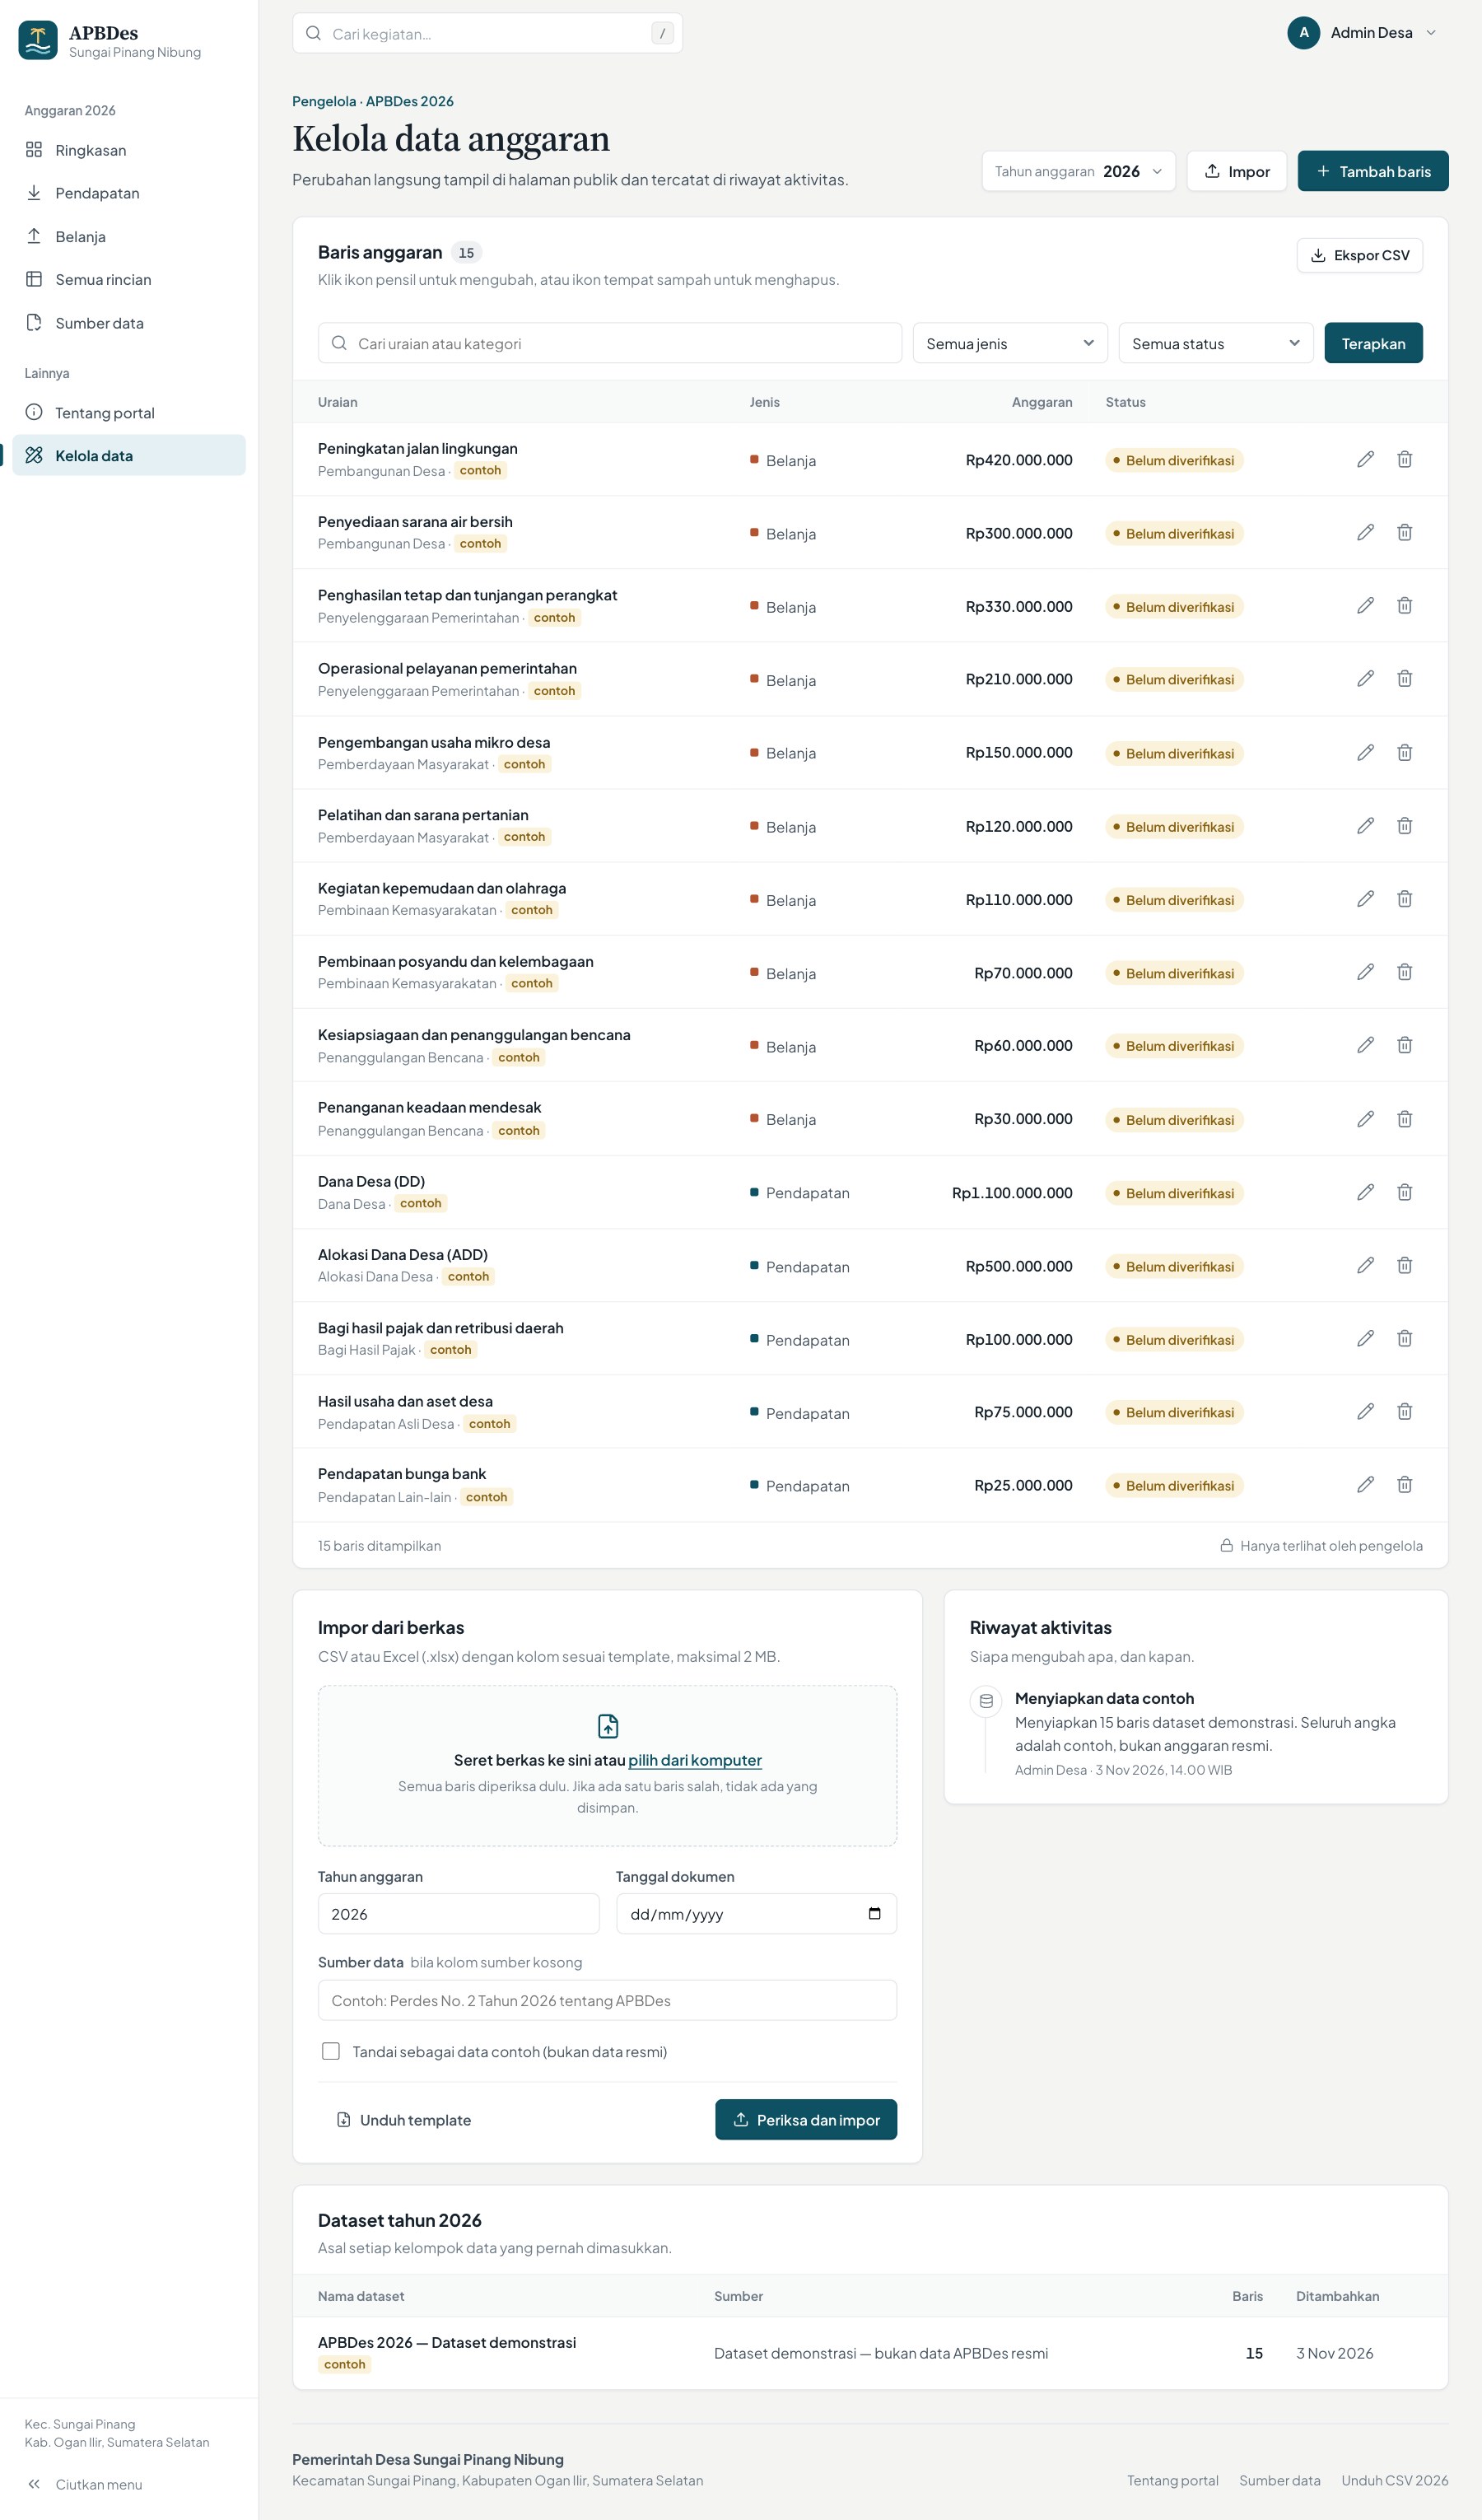 APBDes
Sungai Pinang Nibung
Anggaran 2026
Ringkasan
Pendapatan
Belanja
Semua rincian
Sumber data
Lainnya
Tentang portal
Kelola data
Kec. Sungai Pinang
Kab. Ogan Ilir, Sumatera Selatan
Ciutkan menu
Cari kegiatan... /
A Admin Desa
Pengelola · APBDes 2026
Kelola data anggaran
Perubahan langsung tampil di halaman publik dan tercatat di riwayat aktivitas.
Tahun anggaran 2026 Impor Tambah baris
Baris anggaran 15
Klik ikon pensil untuk mengubah, atau ikon tempat sampah untuk menghapus.
Ekspor CSV
Cari uraian atau kategori Semua jenis Semua status Terapkan
Uraian Jenis Anggaran Status
Peningkatan jalan lingkungan
Pembangunan Desa · contoh
Belanja Rp420.000.000 Belum diverifikasi
Penyediaan sarana air bersih
Pembangunan Desa · contoh
Belanja Rp300.000.000 Belum diverifikasi
Penghasilan tetap dan tunjangan perangkat
Penyelenggaraan Pemerintahan · contoh
Belanja Rp330.000.000 Belum diverifikasi
Operasional pelayanan pemerintahan
Penyelenggaraan Pemerintahan · contoh
Belanja Rp210.000.000 Belum diverifikasi
Pengembangan usaha mikro desa
Pemberdayaan Masyarakat · contoh
Belanja Rp150.000.000 Belum diverifikasi
Pelatihan dan sarana pertanian
Pemberdayaan Masyarakat · contoh
Belanja Rp120.000.000 Belum diverifikasi
Kegiatan kepemudaan dan olahraga
Pembinaan Kemasyarakatan · contoh
Belanja Rp110.000.000 Belum diverifikasi
Pembinaan posyandu dan kelembagaan
Pembinaan Kemasyarakatan · contoh
Belanja Rp70.000.000 Belum diverifikasi
Kesiapsiagaan dan penanggulangan bencana
Penanggulangan Bencana · contoh
Belanja Rp60.000.000 Belum diverifikasi
Penanganan keadaan mendesak
Penanggulangan Bencana · contoh
Belanja Rp30.000.000 Belum diverifikasi
Dana Desa (DD)
Dana Desa · contoh
Pendapatan Rp1.100.000.000 Belum diverifikasi
Alokasi Dana Desa (ADD)
Alokasi Dana Desa · contoh
Pendapatan Rp500.000.000 Belum diverifikasi
Bagi hasil pajak dan retribusi daerah
Bagi Hasil Pajak · contoh
Pendapatan Rp100.000.000 Belum diverifikasi
Hasil usaha dan aset desa
Pendapatan Asli Desa · contoh
Pendapatan Rp75.000.000 Belum diverifikasi
Pendapatan bunga bank
Pendapatan Lain-lain · contoh
Pendapatan Rp25.000.000 Belum diverifikasi
15 baris ditampilkan Hanya terlihat oleh pengelola
Impor dari berkas
CSV atau Excel (.xlsx) dengan kolom sesuai template, maksimal 2 MB.
Seret berkas ke sini atau pilih dari komputer
Semua baris diperiksa dulu. Jika ada satu baris salah, tidak ada yang
disimpan.
Tahun anggaran Tanggal dokumen
2026 dd/mm/yyyy
Sumber data bila kolom sumber kosong
Contoh: Perdes No. 2 Tahun 2026 tentang APBDes
Tandai sebagai data contoh (bukan data resmi)
Unduh template Periksa dan impor
Riwayat aktivitas
Siapa mengubah apa, dan kapan.
Menyiapkan data contoh
Menyiapkan 15 baris dataset demonstrasi. Seluruh angka
adalah contoh, bukan anggaran resmi.
Admin Desa · 3 Nov 2026, 14.00 WIB
Dataset tahun 2026
Asal setiap kelompok data yang pernah dimasukkan.
Nama dataset Sumber Baris Ditambahkan
APBDes 2026 — Dataset demonstrasi
contoh
Dataset demonstrasi — bukan data APBDes resmi 15 3 Nov 2026
Pemerintah Desa Sungai Pinang Nibung
Kecamatan Sungai Pinang, Kabupaten Ogan Ilir, Sumatera Selatan
Tentang portal Sumber data Unduh CSV 2026